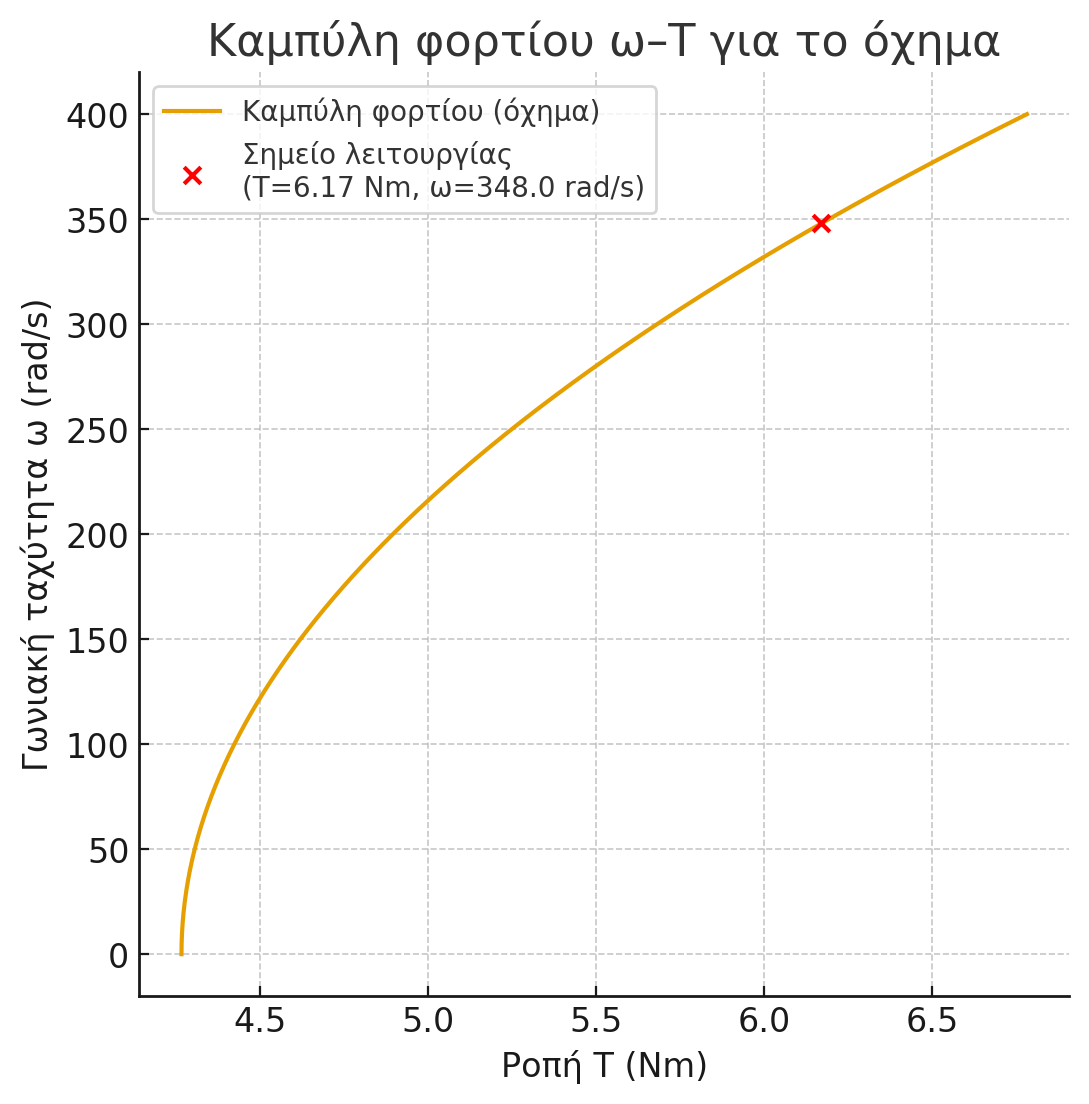 Καμπύλη φορτίου ω–T για το όχημα
Καμπύλη φορτίου (όχημα)
Σημείο λειτουργίας
(T=6.17 Nm, ω=348.0 rad/s)
Γωνιακή ταχύτητα ω (rad/s)
400
350
300
250
200
150
100
50
0
4.5 5.0 5.5 6.0 6.5
Ροπή T (Nm)